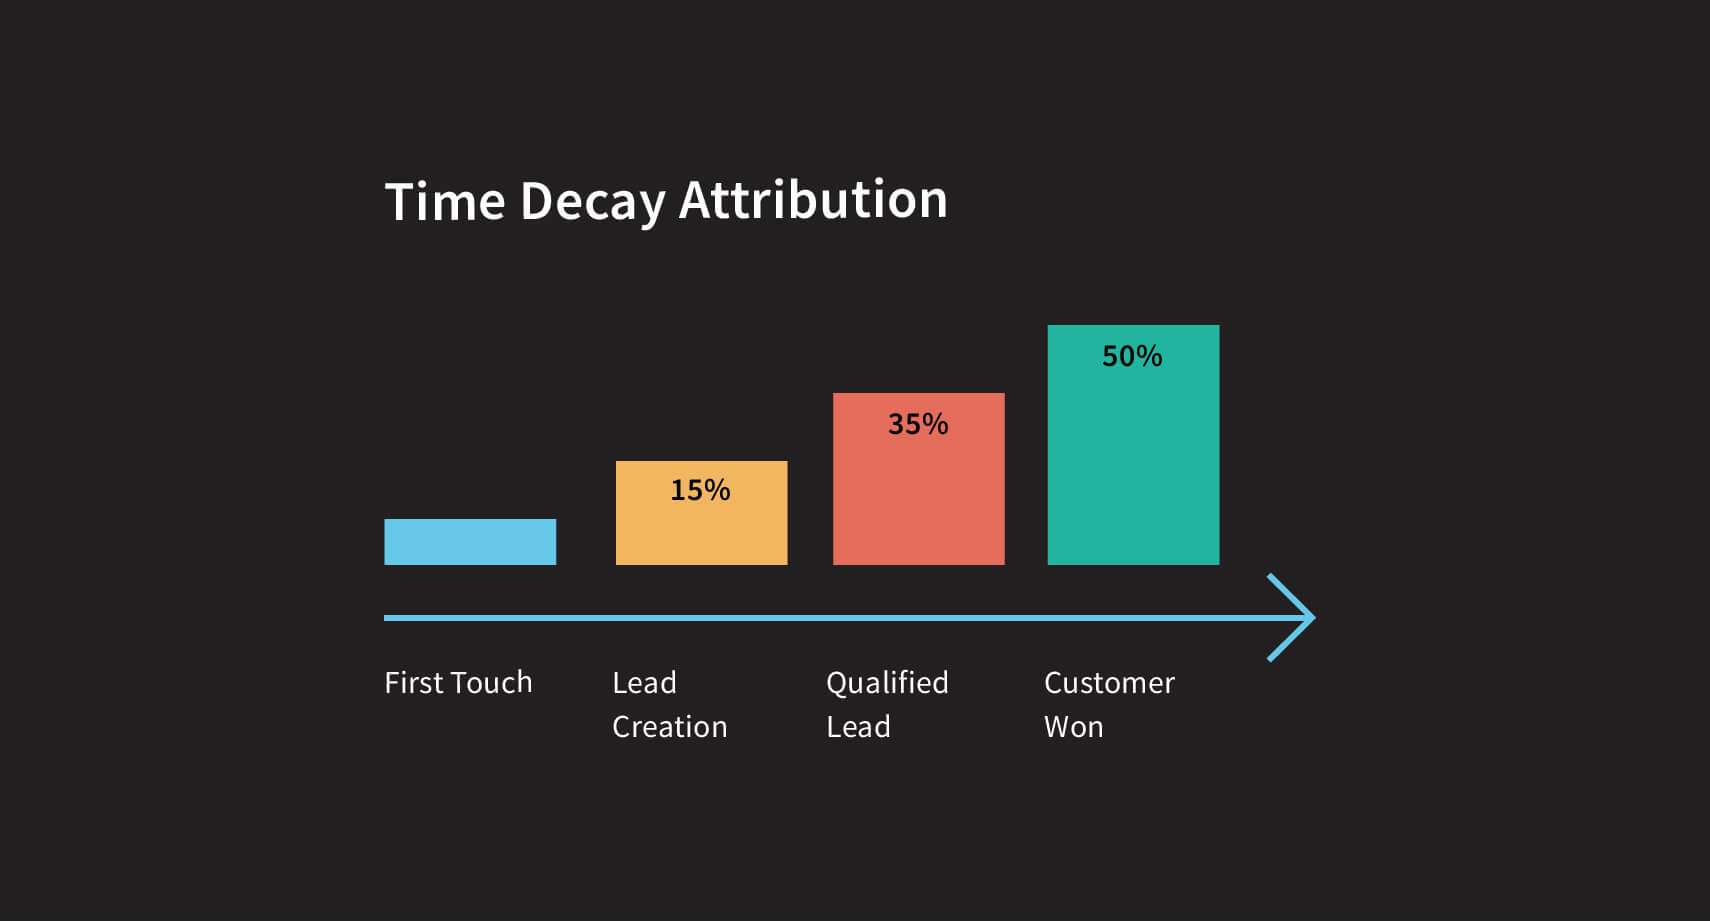 Time Decay Attribution
50%
35%
15%
First Touch
Lead
Creation
Qualified
Lead
Customer
Won